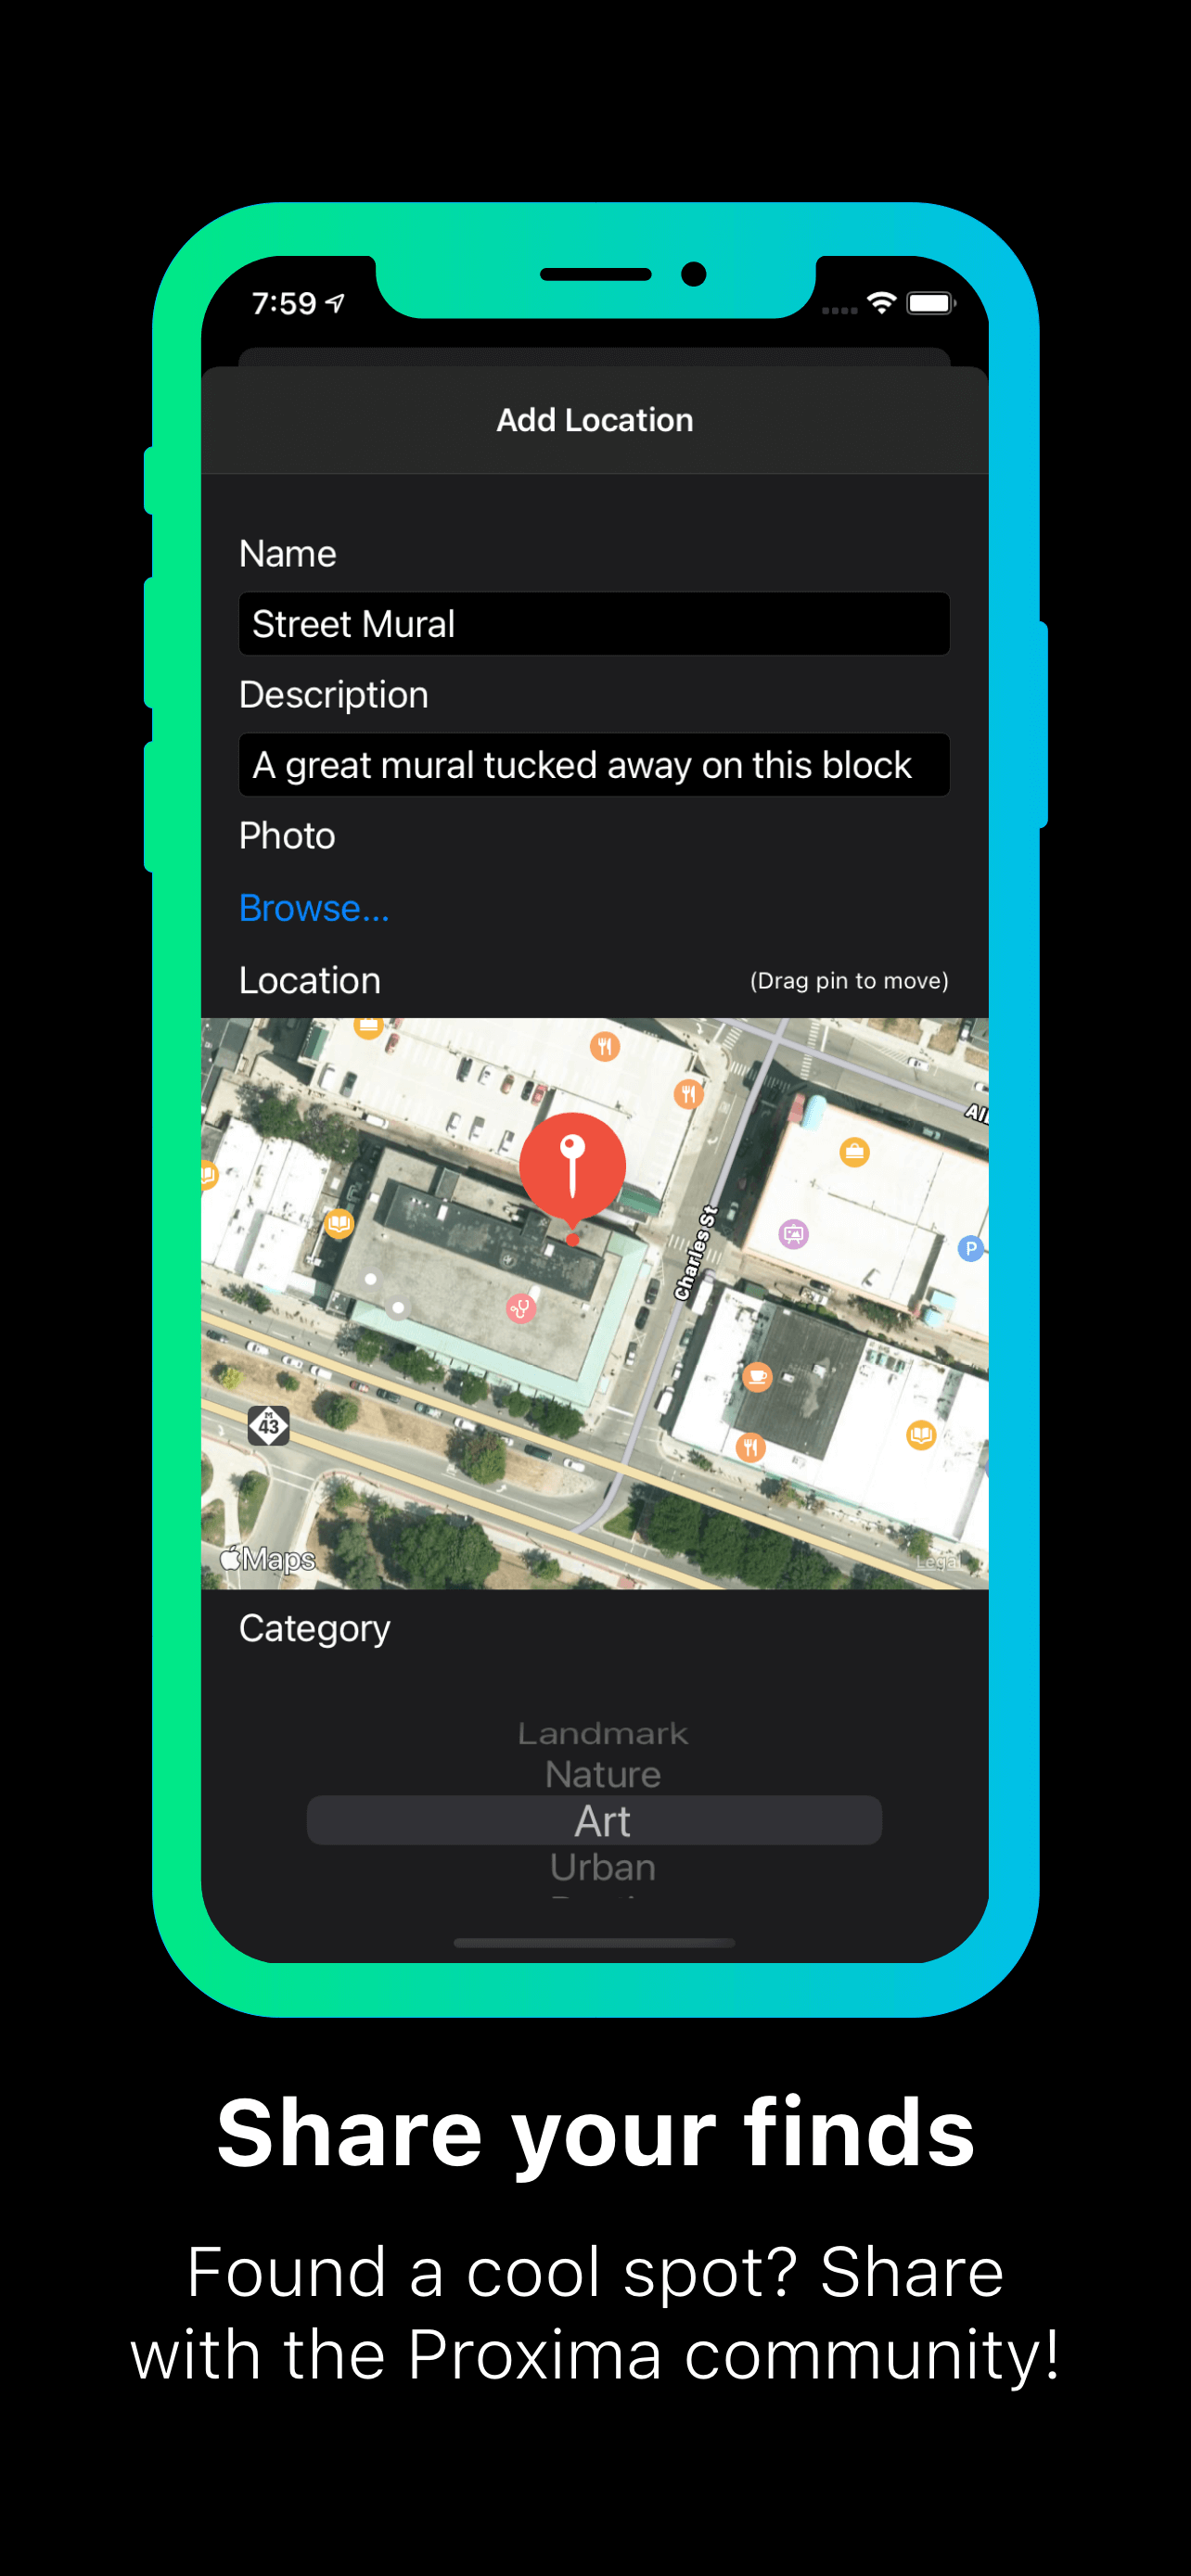 7:59
Add Location
Name
Street Mural
Description
A great mural tucked away on this block
Photo
Browse...
Location
(Drag pin to move)
Charles St
P
M
43
Maps
Legal
Category
Landmark
Nature
Art
Urban
Share your finds
Found a cool spot? Share
with the Proxima community!